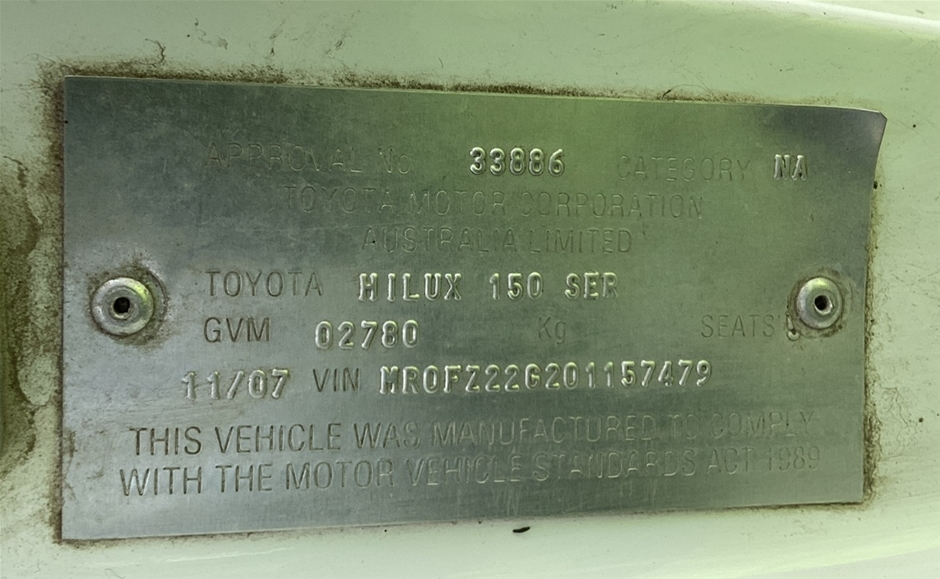 APPROVAL No 33886 CATEGORY NA
TOYOTA MOTOR CORPORATION
AUSTRALIA LIMITED
TOYOTA HILUX 150 SER
GVM 02780 Kg SEATS
11/07 VIN MR0FZ22G201157479
THIS VEHICLE WAS MANUFACTURED TO COMPLY
WITH THE MOTOR VEHICLE STANDARDS ACT 1989